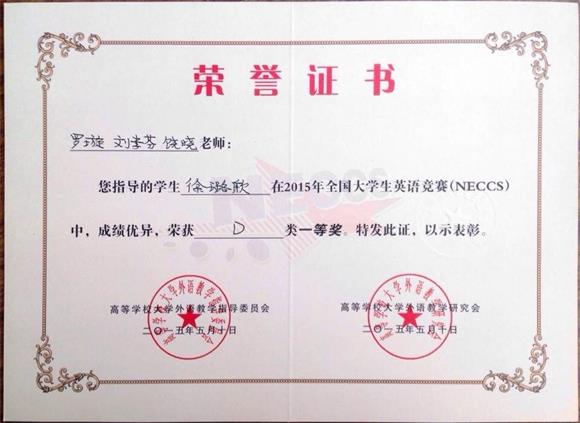 荣誉证书
罗璇 刘李芬 饶晓老师：
您指导的学生 徐璐欣 在2015年全国大学生英语竞赛(NECCS)
中，成绩优异，荣获 D 类一等奖。特发此证，以示表彰。
高等学校大学外语教学指导委员会
二〇一五年五月十日
高等学校大学外语教学研究会
二〇一五年五月十日
NECCS